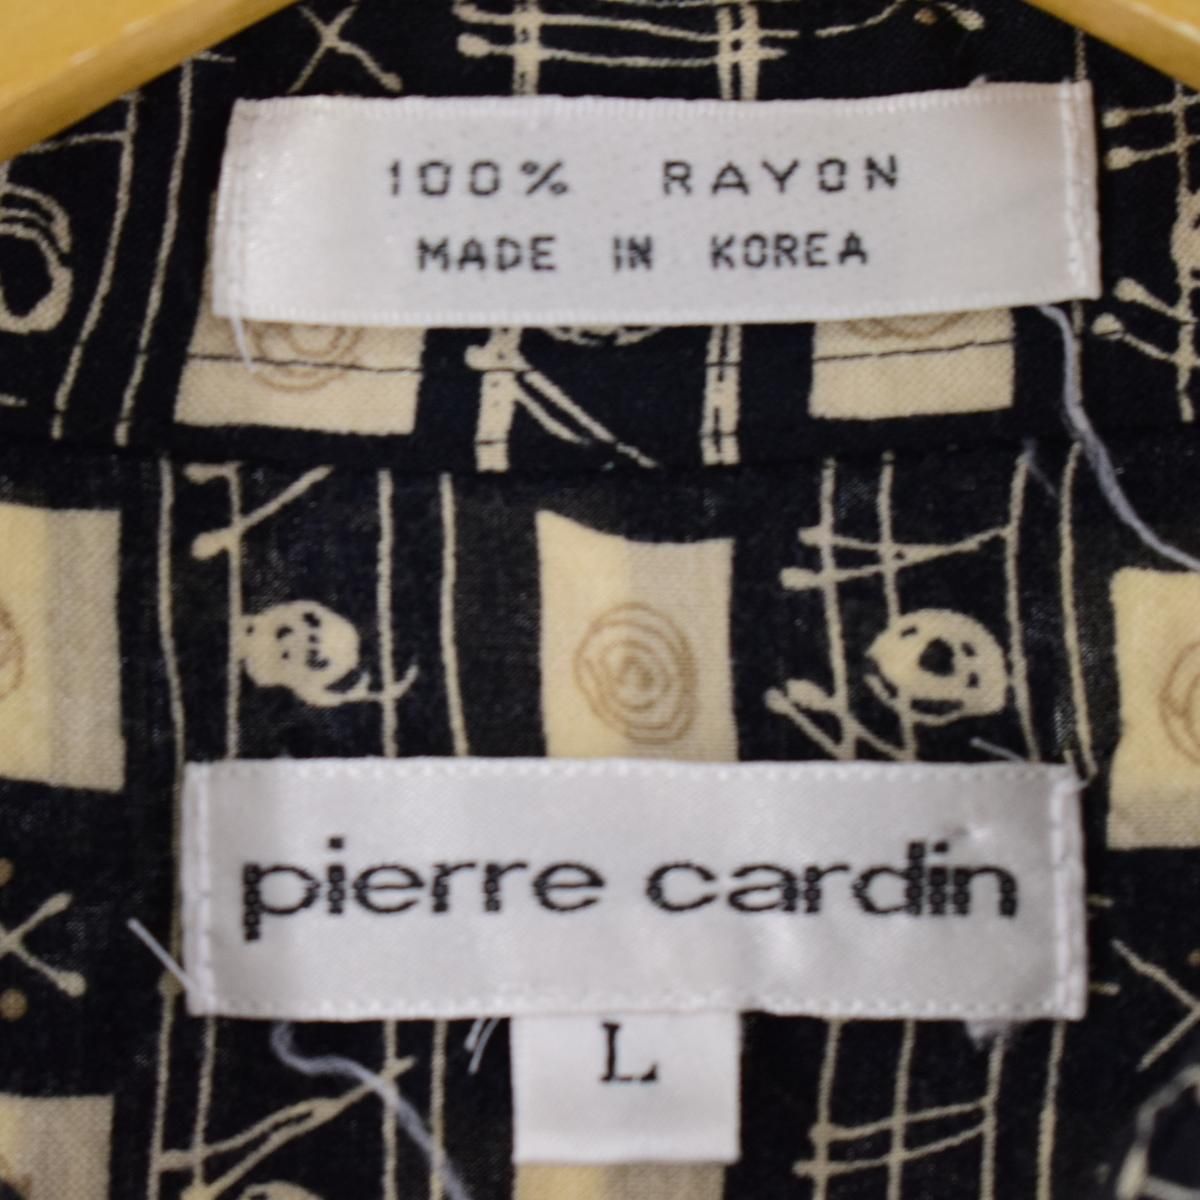 100% RAYON
MADE IN KOREA
pierre cardin
L